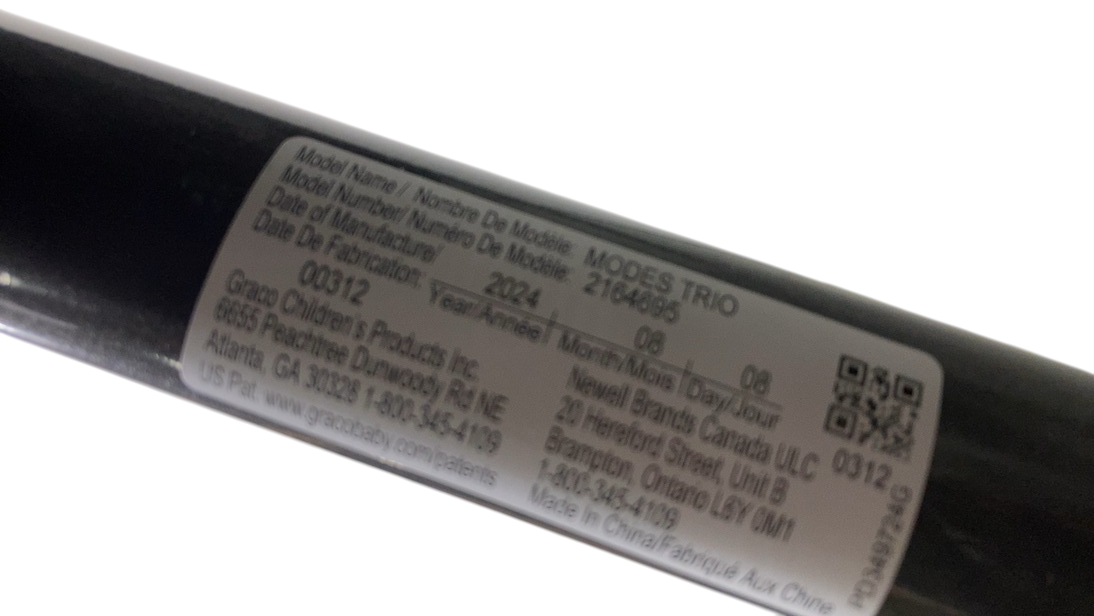 Model Name / Nombre De Modèle: MODES TRIO
Model Number/ Numéro De Modèle: 2164695
Date of Manufacture/
Date De Fabrication: 2024 | 08 | 08
Year/Année | Month/Mois | Day/Jour
00312
Graco Children's Products Inc.
6655 Peachtree Dunwoody Rd NE
Atlanta, GA 30328 1-800-345-4109
US Pat. www.gracobaby.com/patents
Newell Brands Canada ULC
20 Hereford Street, Unit B
Brampton, Ontario L6Y 0M1
1-800-345-4109
Made In China/Fabriqué Aux Chine
0312
PD349724G